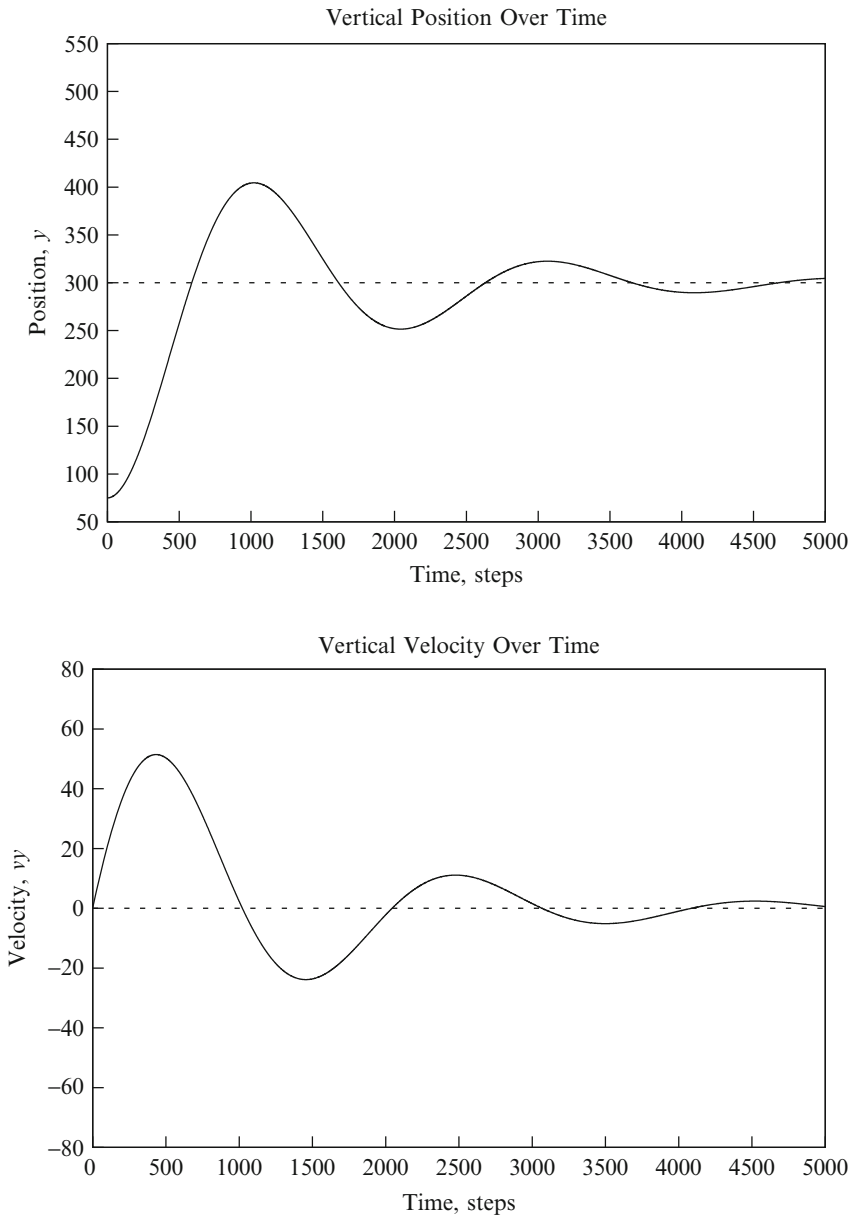 Vertical Position Over Time
550
500
450
400
350
300
250
200
150
100
50
Position, y
0 500 1000 1500 2000 2500 3000 3500 4000 4500 5000
Time, steps
Vertical Velocity Over Time
80
60
40
20
0
–20
–40
–60
–80
Velocity, vy
0 500 1000 1500 2000 2500 3000 3500 4000 4500 5000
Time, steps